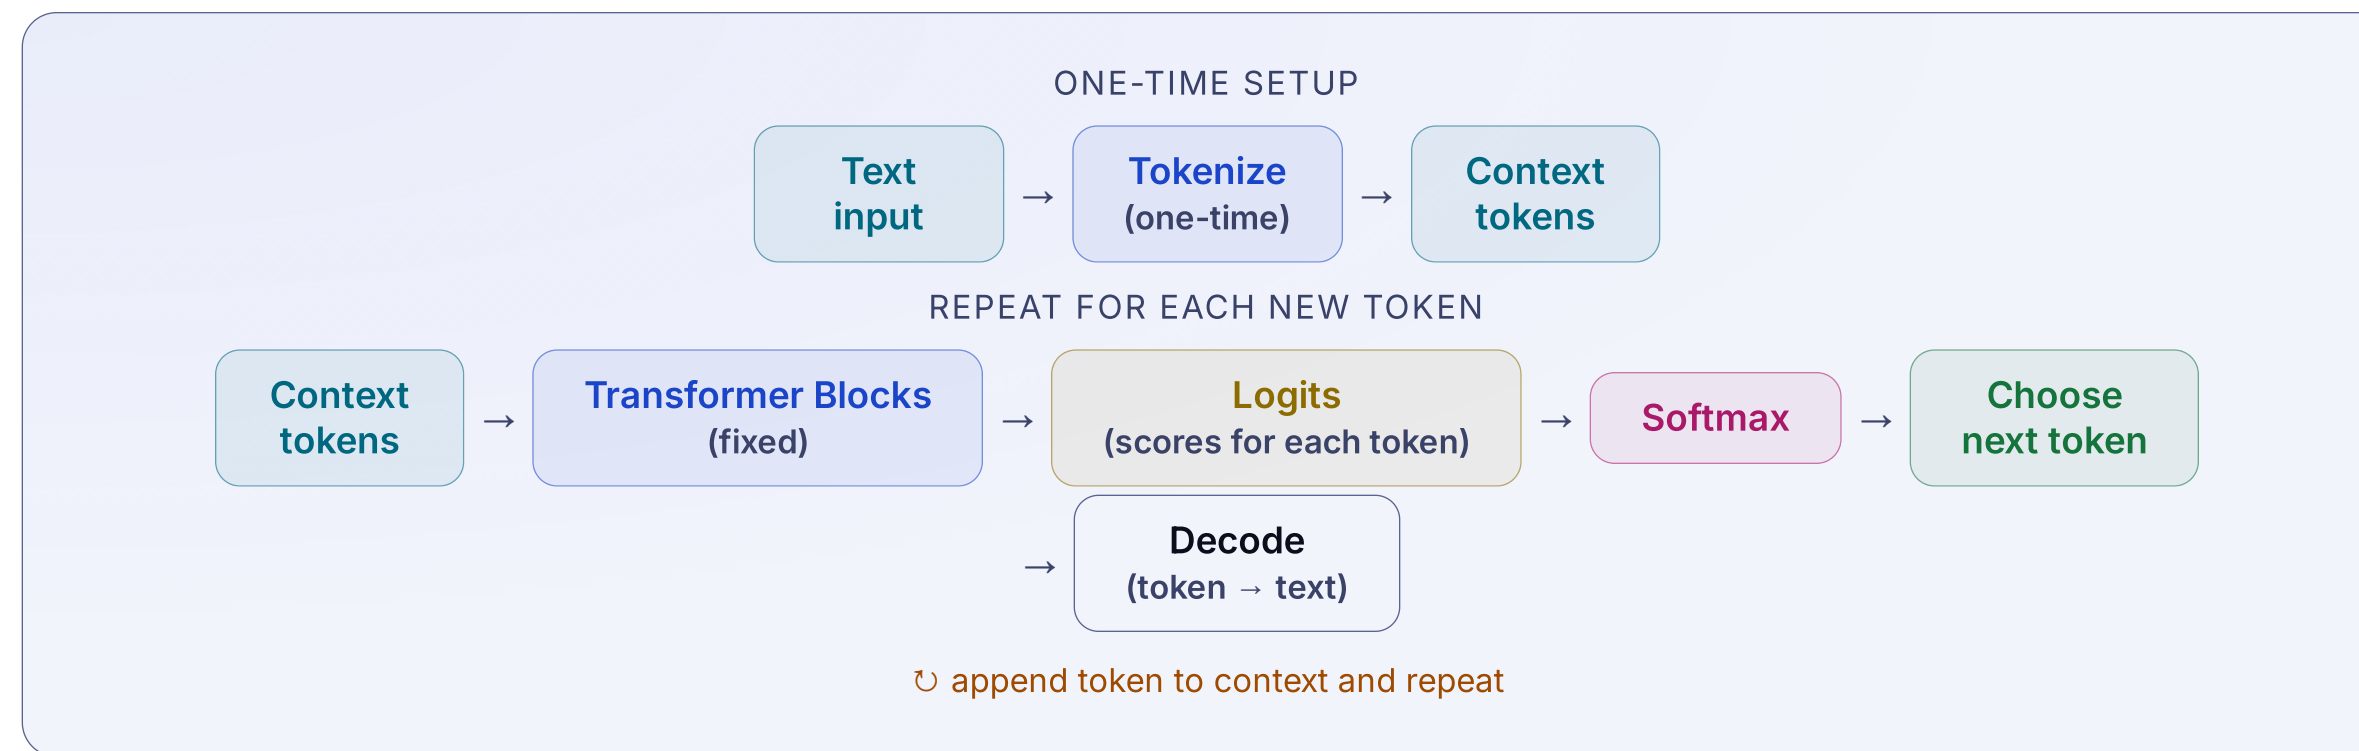 ONE-TIME SETUP
Text
input
→
Tokenize
(one-time)
→
Context
tokens
REPEAT FOR EACH NEW TOKEN
Context
tokens
→
Transformer Blocks
(fixed)
→
Logits
(scores for each token)
→
Softmax
→
Choose
next token
→
Decode
(token → text)
↻ append token to context and repeat